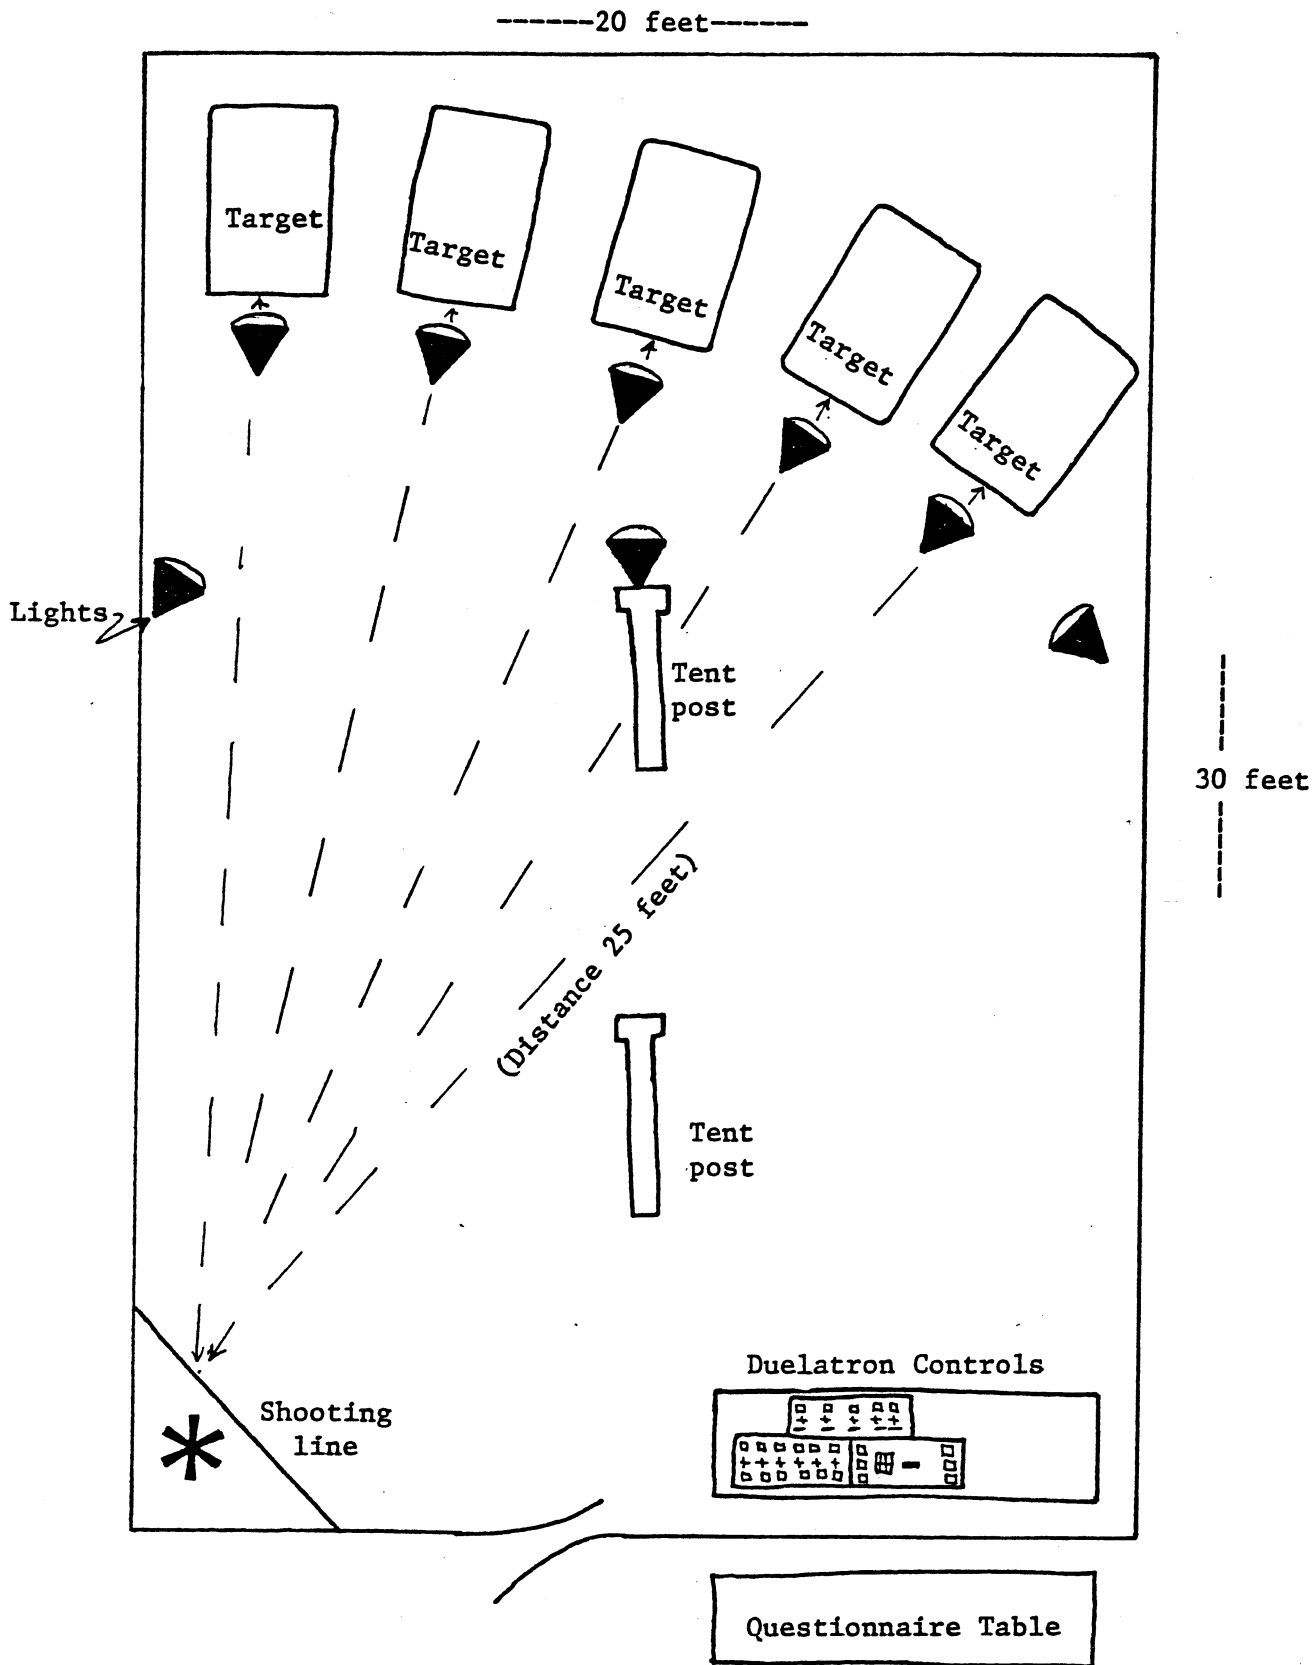 ------20 feet------
Target
Target
Target
Target
Target
Lights
Tent
post
30 feet
(Distance 25 feet)
Tent
post
Duelatron Controls
Shooting
line
Questionnaire Table